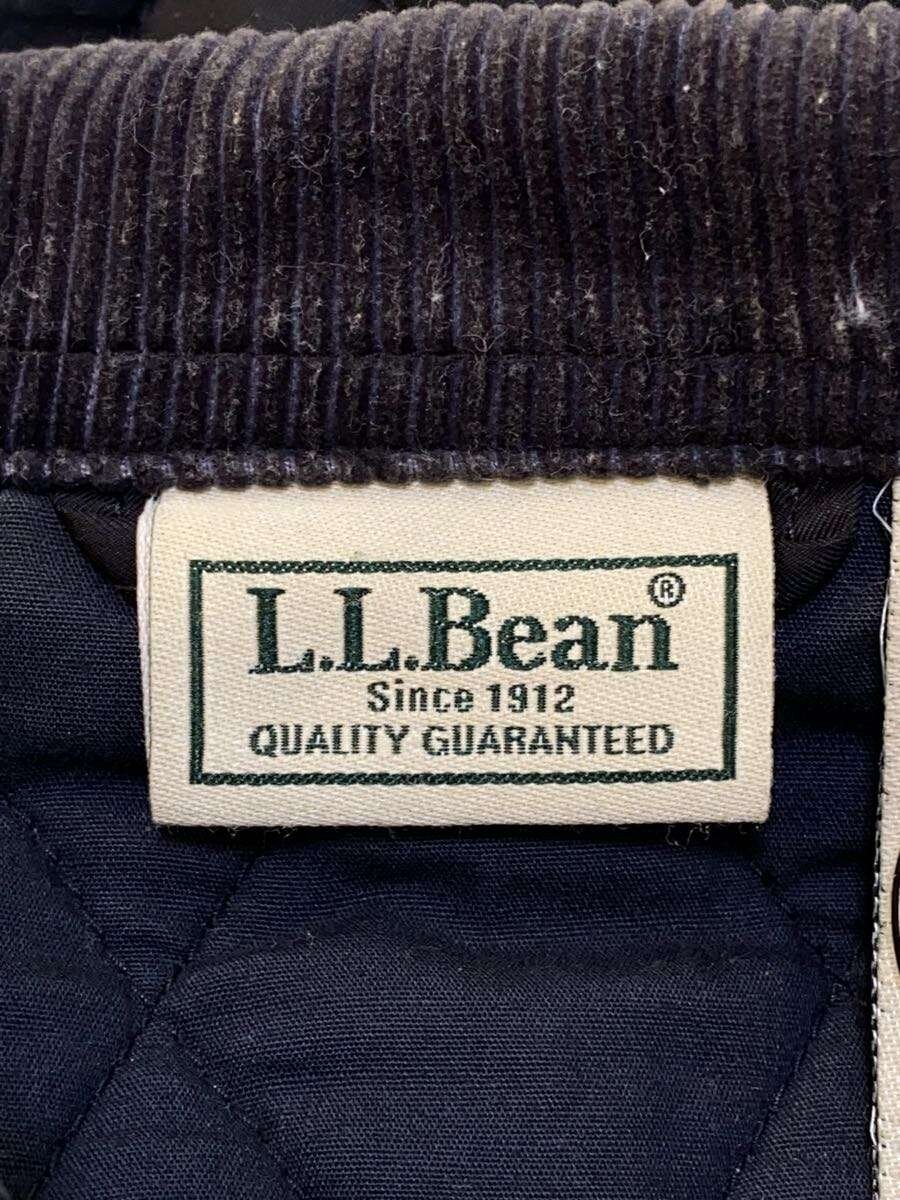 L.L.Bean®
Since 1912
QUALITY GUARANTEED